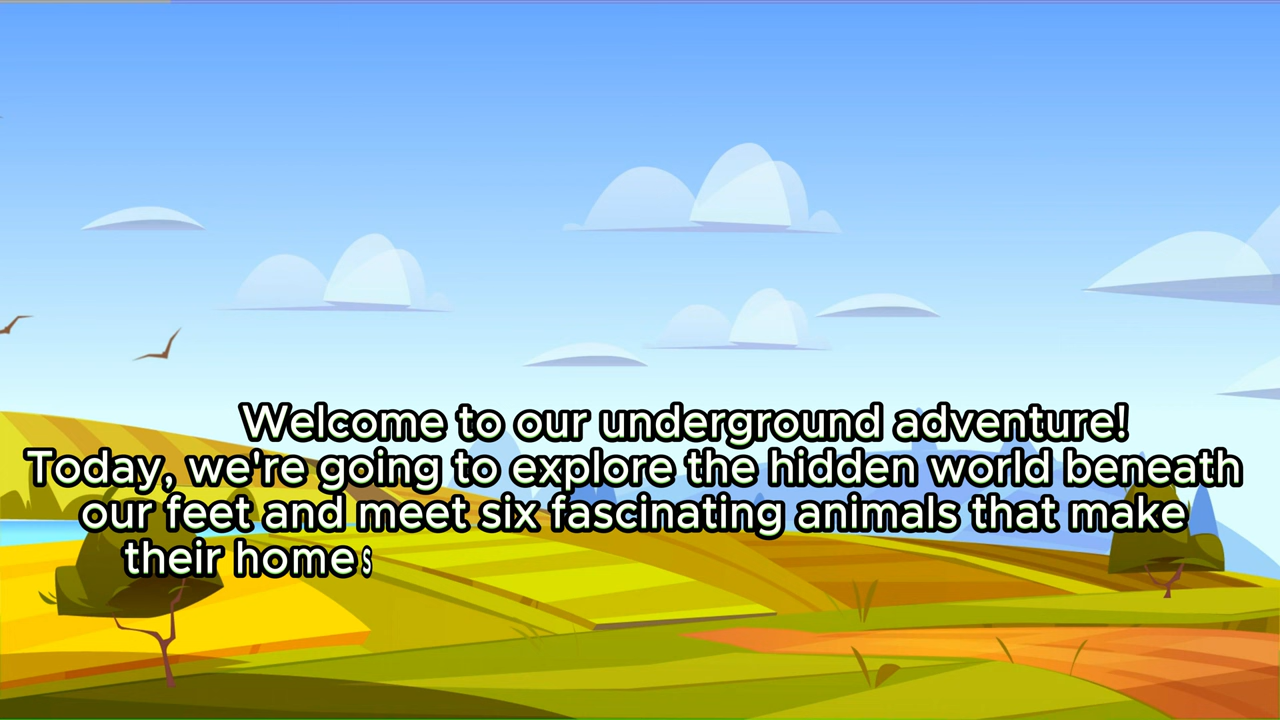 Welcome to our underground adventure!
Today, we're going to explore the hidden world beneath
our feet and meet six fascinating animals that make
their homes